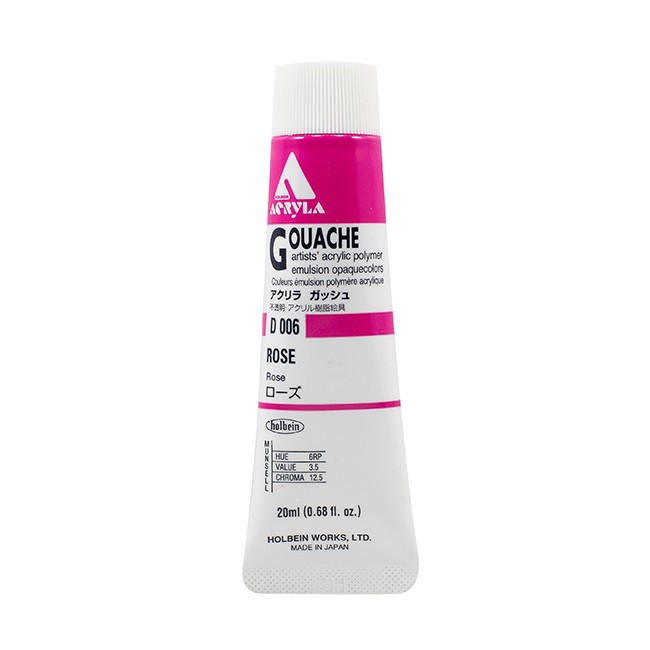 HOLBEIN
ACRYLA
GOUACHE
artists' acrylic polymer
emulsion opaquecolors
Couleurs émulsion polymère acrylique
アクリラ ガッシュ
不透明・アクリル樹脂絵具
D 006
ROSE
Rose
ローズ
holbein
MUNSELL
HUE 6RP
VALUE 3.5
CHROMA 12.5
20ml (0.68 fl. oz.)
HOLBEIN WORKS, LTD.
MADE IN JAPAN